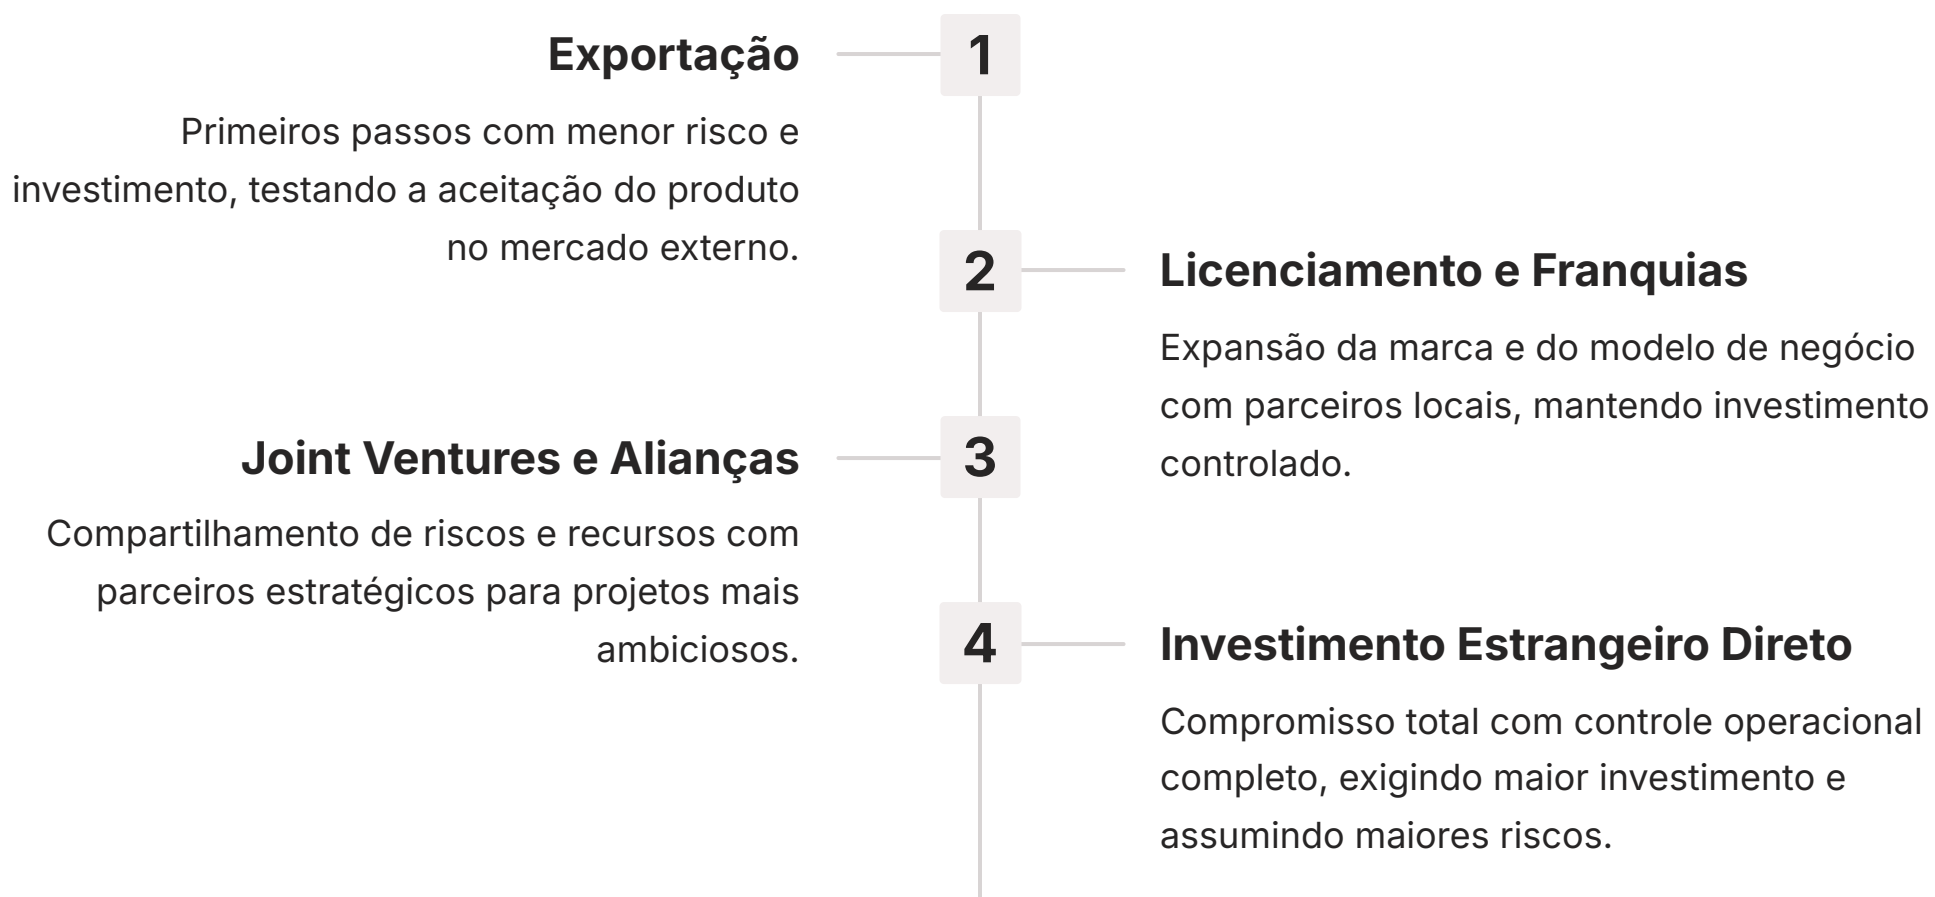 1
Exportação
Primeiros passos com menor risco e
investimento, testando a aceitação do produto
no mercado externo.
2
Licenciamento e Franquias
Expansão da marca e do modelo de negócio
com parceiros locais, mantendo investimento
controlado.
3
Joint Ventures e Alianças
Compartilhamento de riscos e recursos com
parceiros estratégicos para projetos mais
ambiciosos.
4
Investimento Estrangeiro Direto
Compromisso total com controle operacional
completo, exigindo maior investimento e
assumindo maiores riscos.